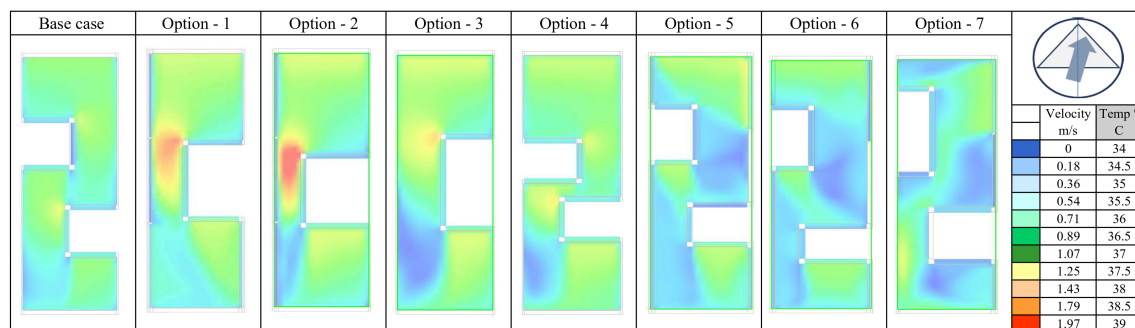 Base case
Option - 1
Option - 2
Option - 3
Option - 4
Option - 5
Option - 6
Option - 7
Velocity Temp
m/s C
0 34
0.18 34.5
0.36 35
0.54 35.5
0.71 36
0.89 36.5
1.07 37
1.25 37.5
1.43 38
1.79 38.5
1.97 39